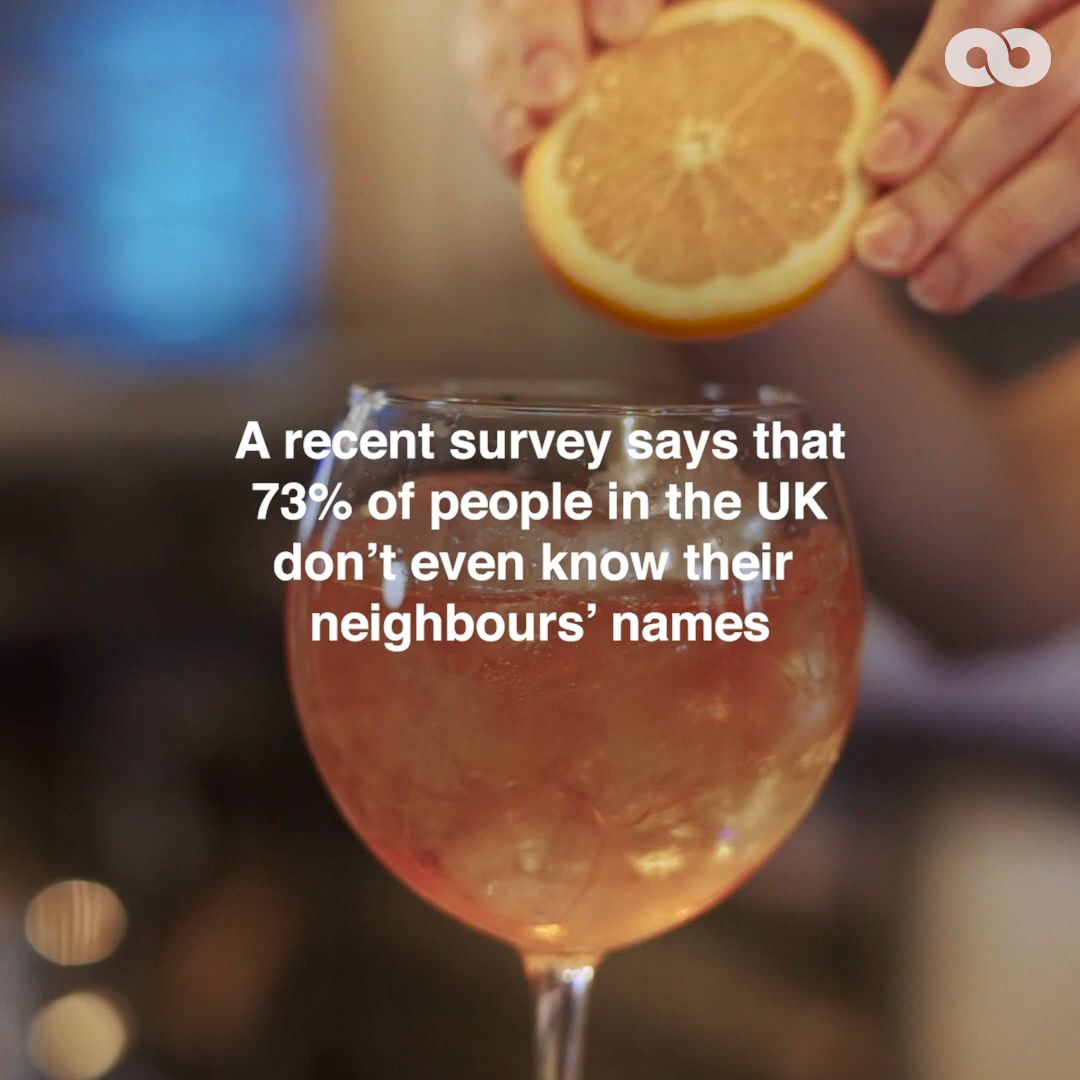 A recent survey says that
73% of people in the UK
don’t even know their
neighbours’ names